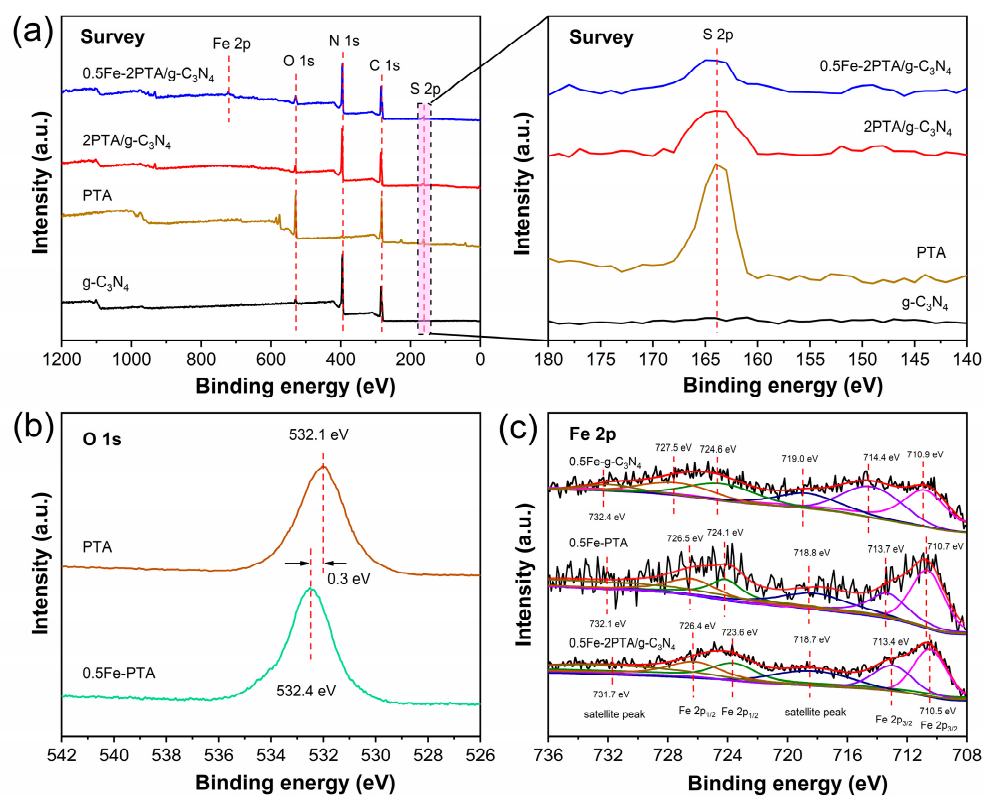 (a)
Survey
Fe 2p
O 1s
N 1s
C 1s
S 2p
0.5Fe-2PTA/g-C₃N₄
2PTA/g-C₃N₄
PTA
g-C₃N₄
Intensity (a.u.)
1200 1000 800 600 400 200 0
Binding energy (eV)
Survey
S 2p
0.5Fe-2PTA/g-C₃N₄
2PTA/g-C₃N₄
PTA
g-C₃N₄
Intensity (a.u.)
180 175 170 165 160 155 150 145 140
Binding energy (eV)
(b)
O 1s
532.1 eV
PTA
0.3 eV
0.5Fe-PTA
532.4 eV
Intensity (a.u.)
542 540 538 536 534 532 530 528 526
Binding energy (eV)
(c)
Fe 2p
0.5Fe-g-C₃N₄
727.5 eV 724.6 eV 719.0 eV 714.4 eV 710.9 eV
732.4 eV
0.5Fe-PTA
726.5 eV 724.1 eV 718.8 eV 713.7 eV 710.7 eV
732.1 eV
0.5Fe-2PTA/g-C₃N₄
726.4 eV 723.6 eV 718.7 eV 713.4 eV
731.7 eV 710.5 eV
satellite peak Fe 2p₁/₂ Fe 2p₁/₂ satellite peak Fe 2p₃/₂ Fe 2p₃/₂
Intensity (a.u.)
736 732 728 724 720 716 712 708
Binding energy (eV)